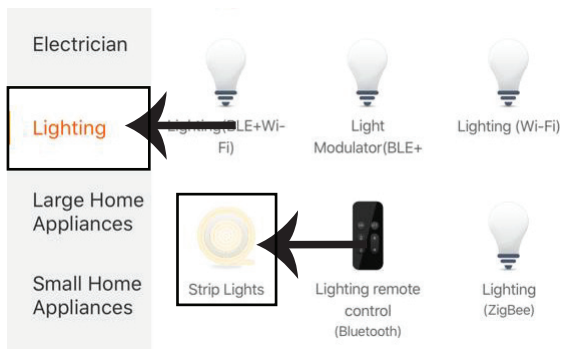 Electrician
Lighting
Large Home
Appliances
Small Home
Appliances
Lighting(BLE+Wi-
Fi)
Light
Modulator(BLE+
Lighting (Wi-Fi)
Strip Lights
Lighting remote
control
(Bluetooth)
Lighting
(ZigBee)